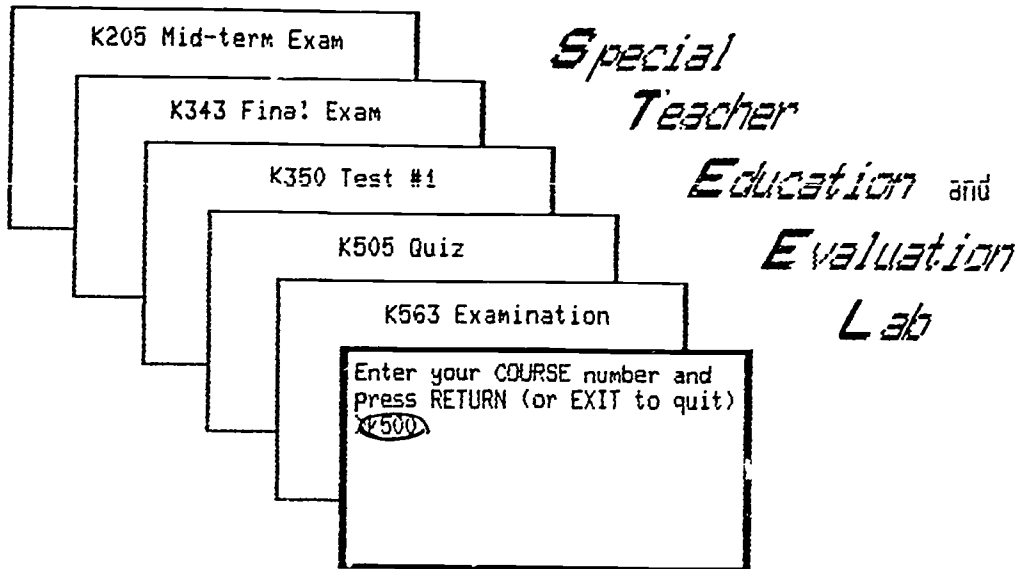 K205 Mid-term Exam
K343 Final Exam
K350 Test #1
K505 Quiz
K563 Examination
Enter your COURSE number and
press RETURN (or EXIT to quit)
K500
Special
Teacher
Education and
Evaluation
Lab